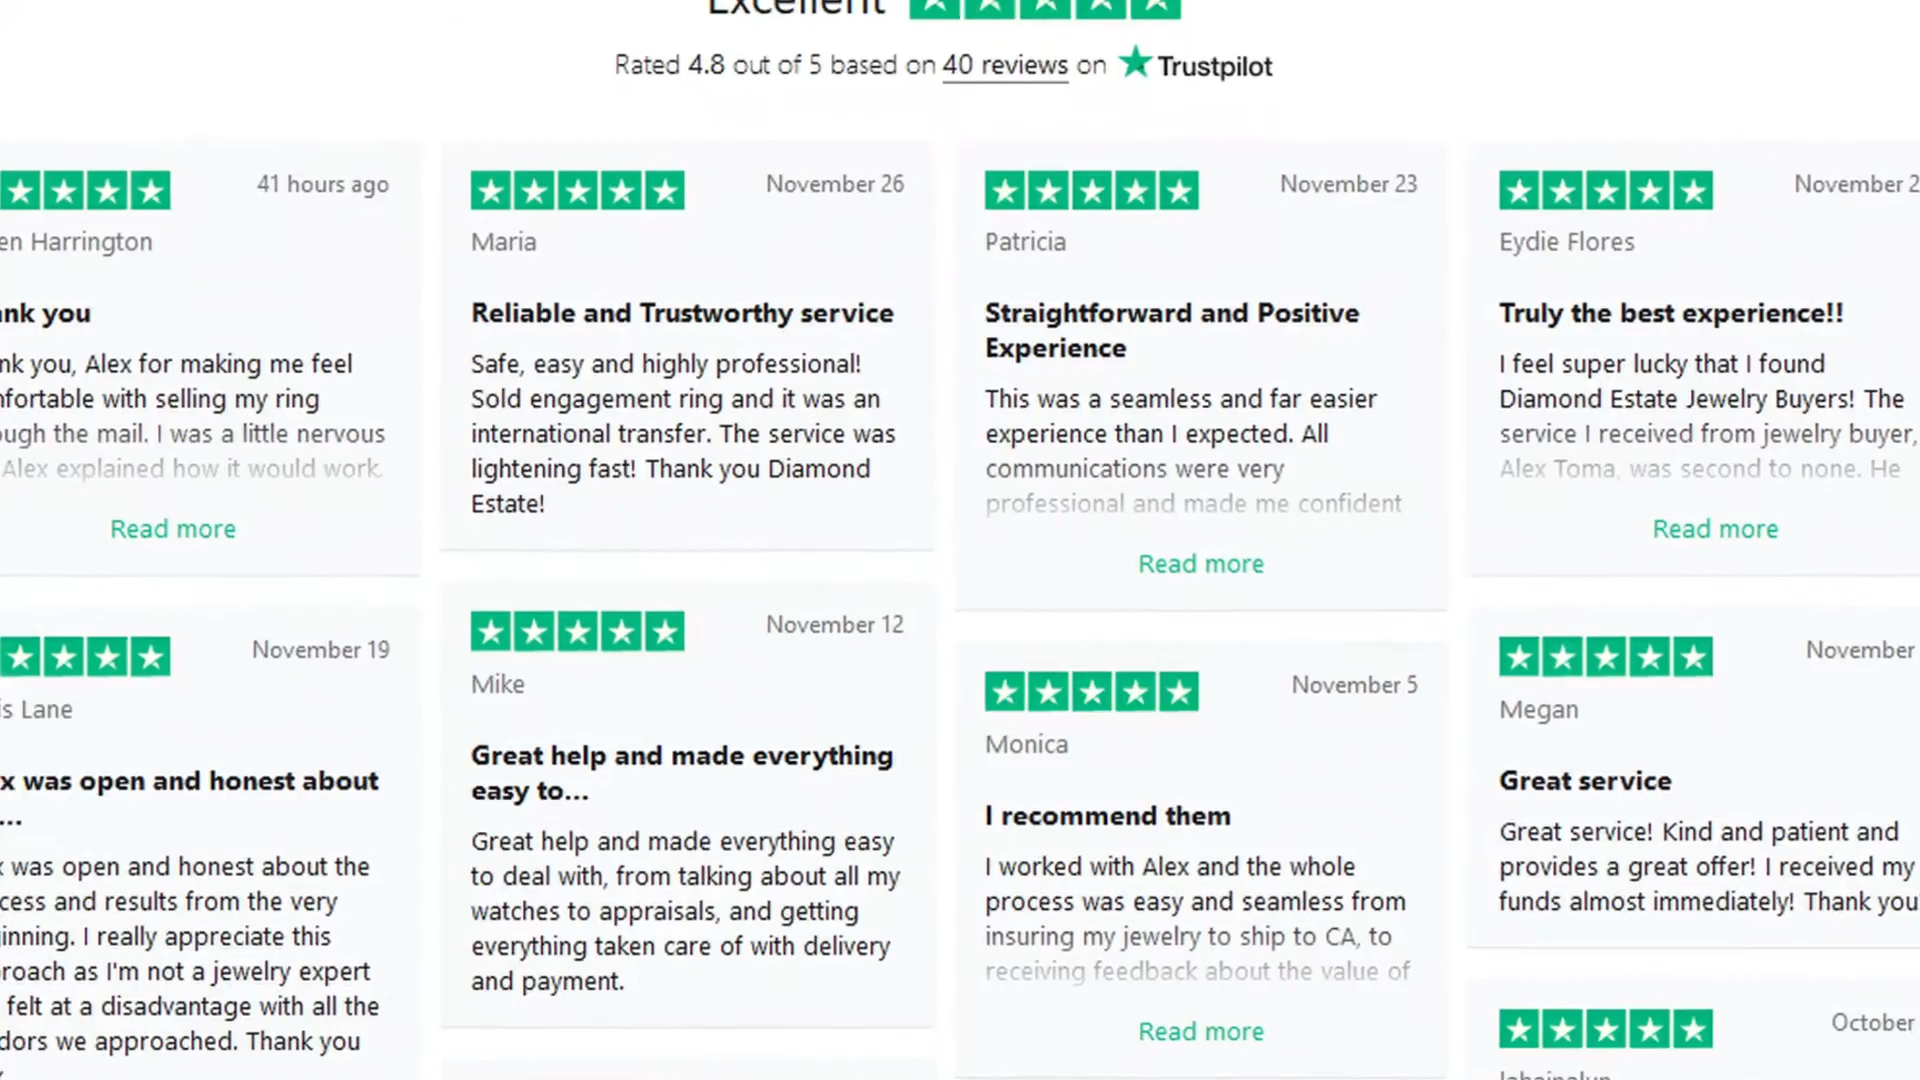 Excellent
Rated 4.8 out of 5 based on 40 reviews on Trustpilot
41 hours ago
en Harrington
ank you
nk you, Alex for making me feel
nfortable with selling my ring
ough the mail. I was a little nervous
Alex explained how it would work.
Read more
November 26
Maria
Reliable and Trustworthy service
Safe, easy and highly professional!
Sold engagement ring and it was an
international transfer. The service was
lightening fast! Thank you Diamond
Estate!
November 23
Patricia
Straightforward and Positive
Experience
This was a seamless and far easier
experience than I expected. All
communications were very
professional and made me confident
Read more
November 2
Eydie Flores
Truly the best experience!!
I feel super lucky that I found
Diamond Estate Jewelry Buyers! The
service I received from jewelry buyer,
Alex Toma, was second to none. He
Read more
November 19
is Lane
x was open and honest about
...
x was open and honest about the
cess and results from the very
inning. I really appreciate this
roach as I'm not a jewelry expert
felt at a disadvantage with all the
dors we approached. Thank you
November 12
Mike
Great help and made everything
easy to...
Great help and made everything easy
to deal with, from talking about all my
watches to appraisals, and getting
everything taken care of with delivery
and payment.
November 5
Monica
I recommend them
I worked with Alex and the whole
process was easy and seamless from
insuring my jewelry to ship to CA, to
receiving feedback about the value of
Read more
November
Megan
Great service
Great service! Kind and patient and
provides a great offer! I received my
funds almost immediately! Thank you
October